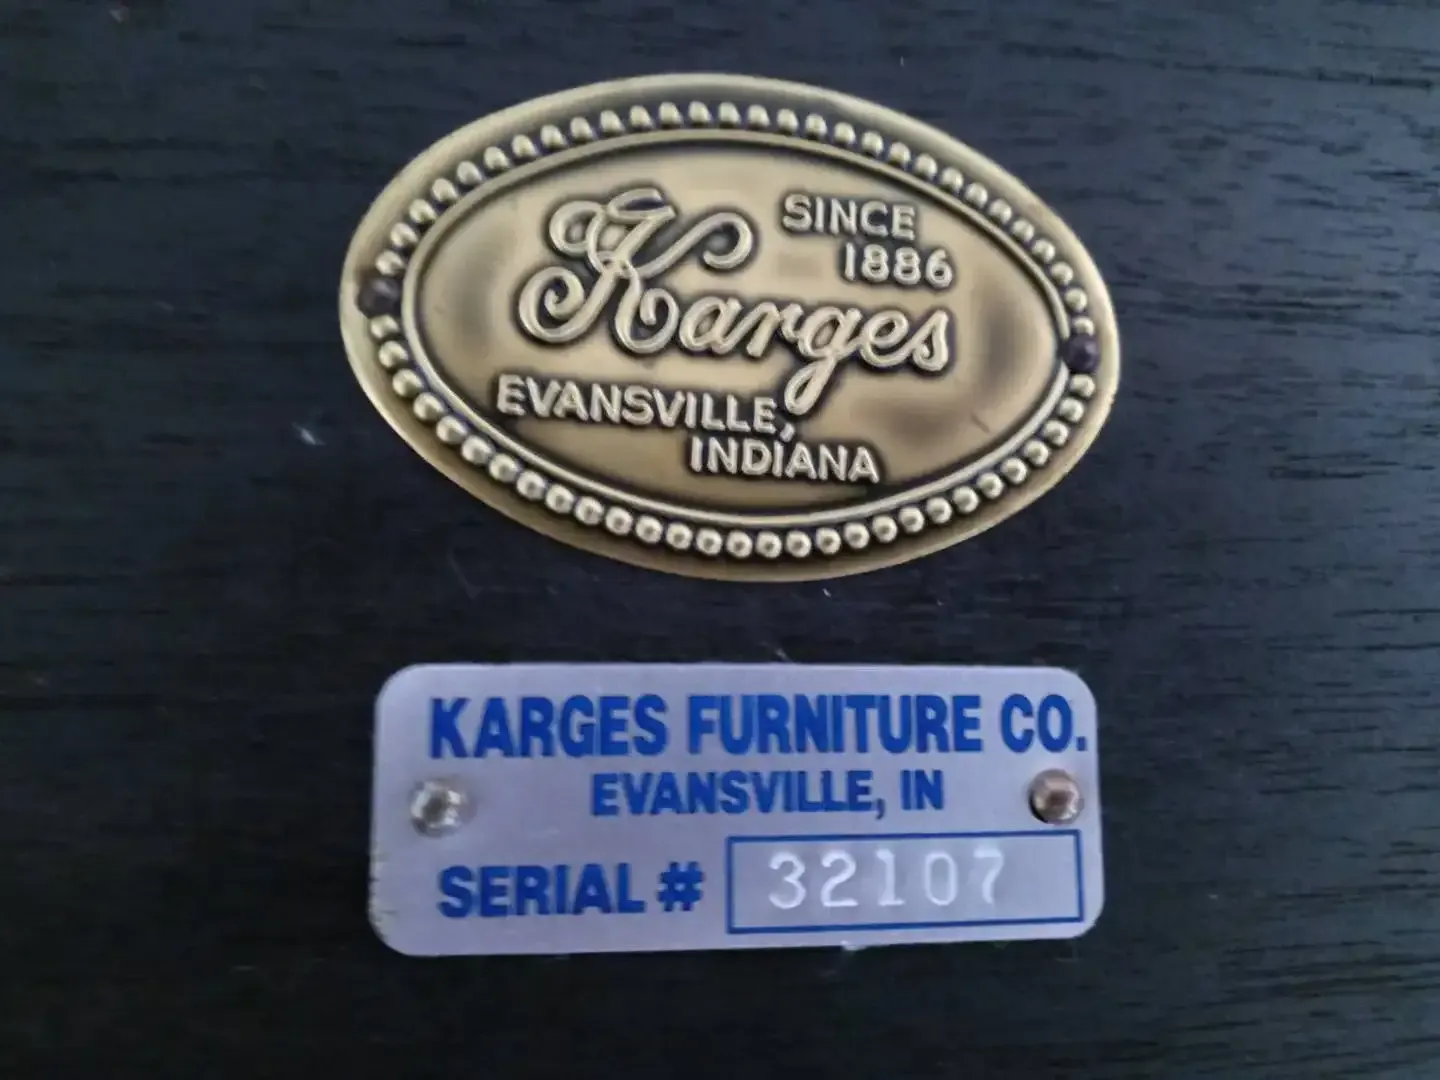 SINCE
1886
Karges
EVANSVILLE,
INDIANA
KARGES FURNITURE CO.
EVANSVILLE, IN
SERIAL # 32107